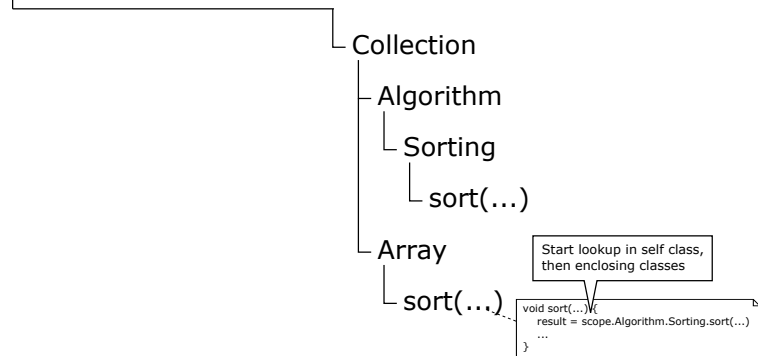 Collection
Algorithm
Sorting
sort(...)
Array
Start lookup in self class,
then enclosing classes
sort(...)
void sort(...) {
result = scope.Algorithm.Sorting.sort(...)
...
}